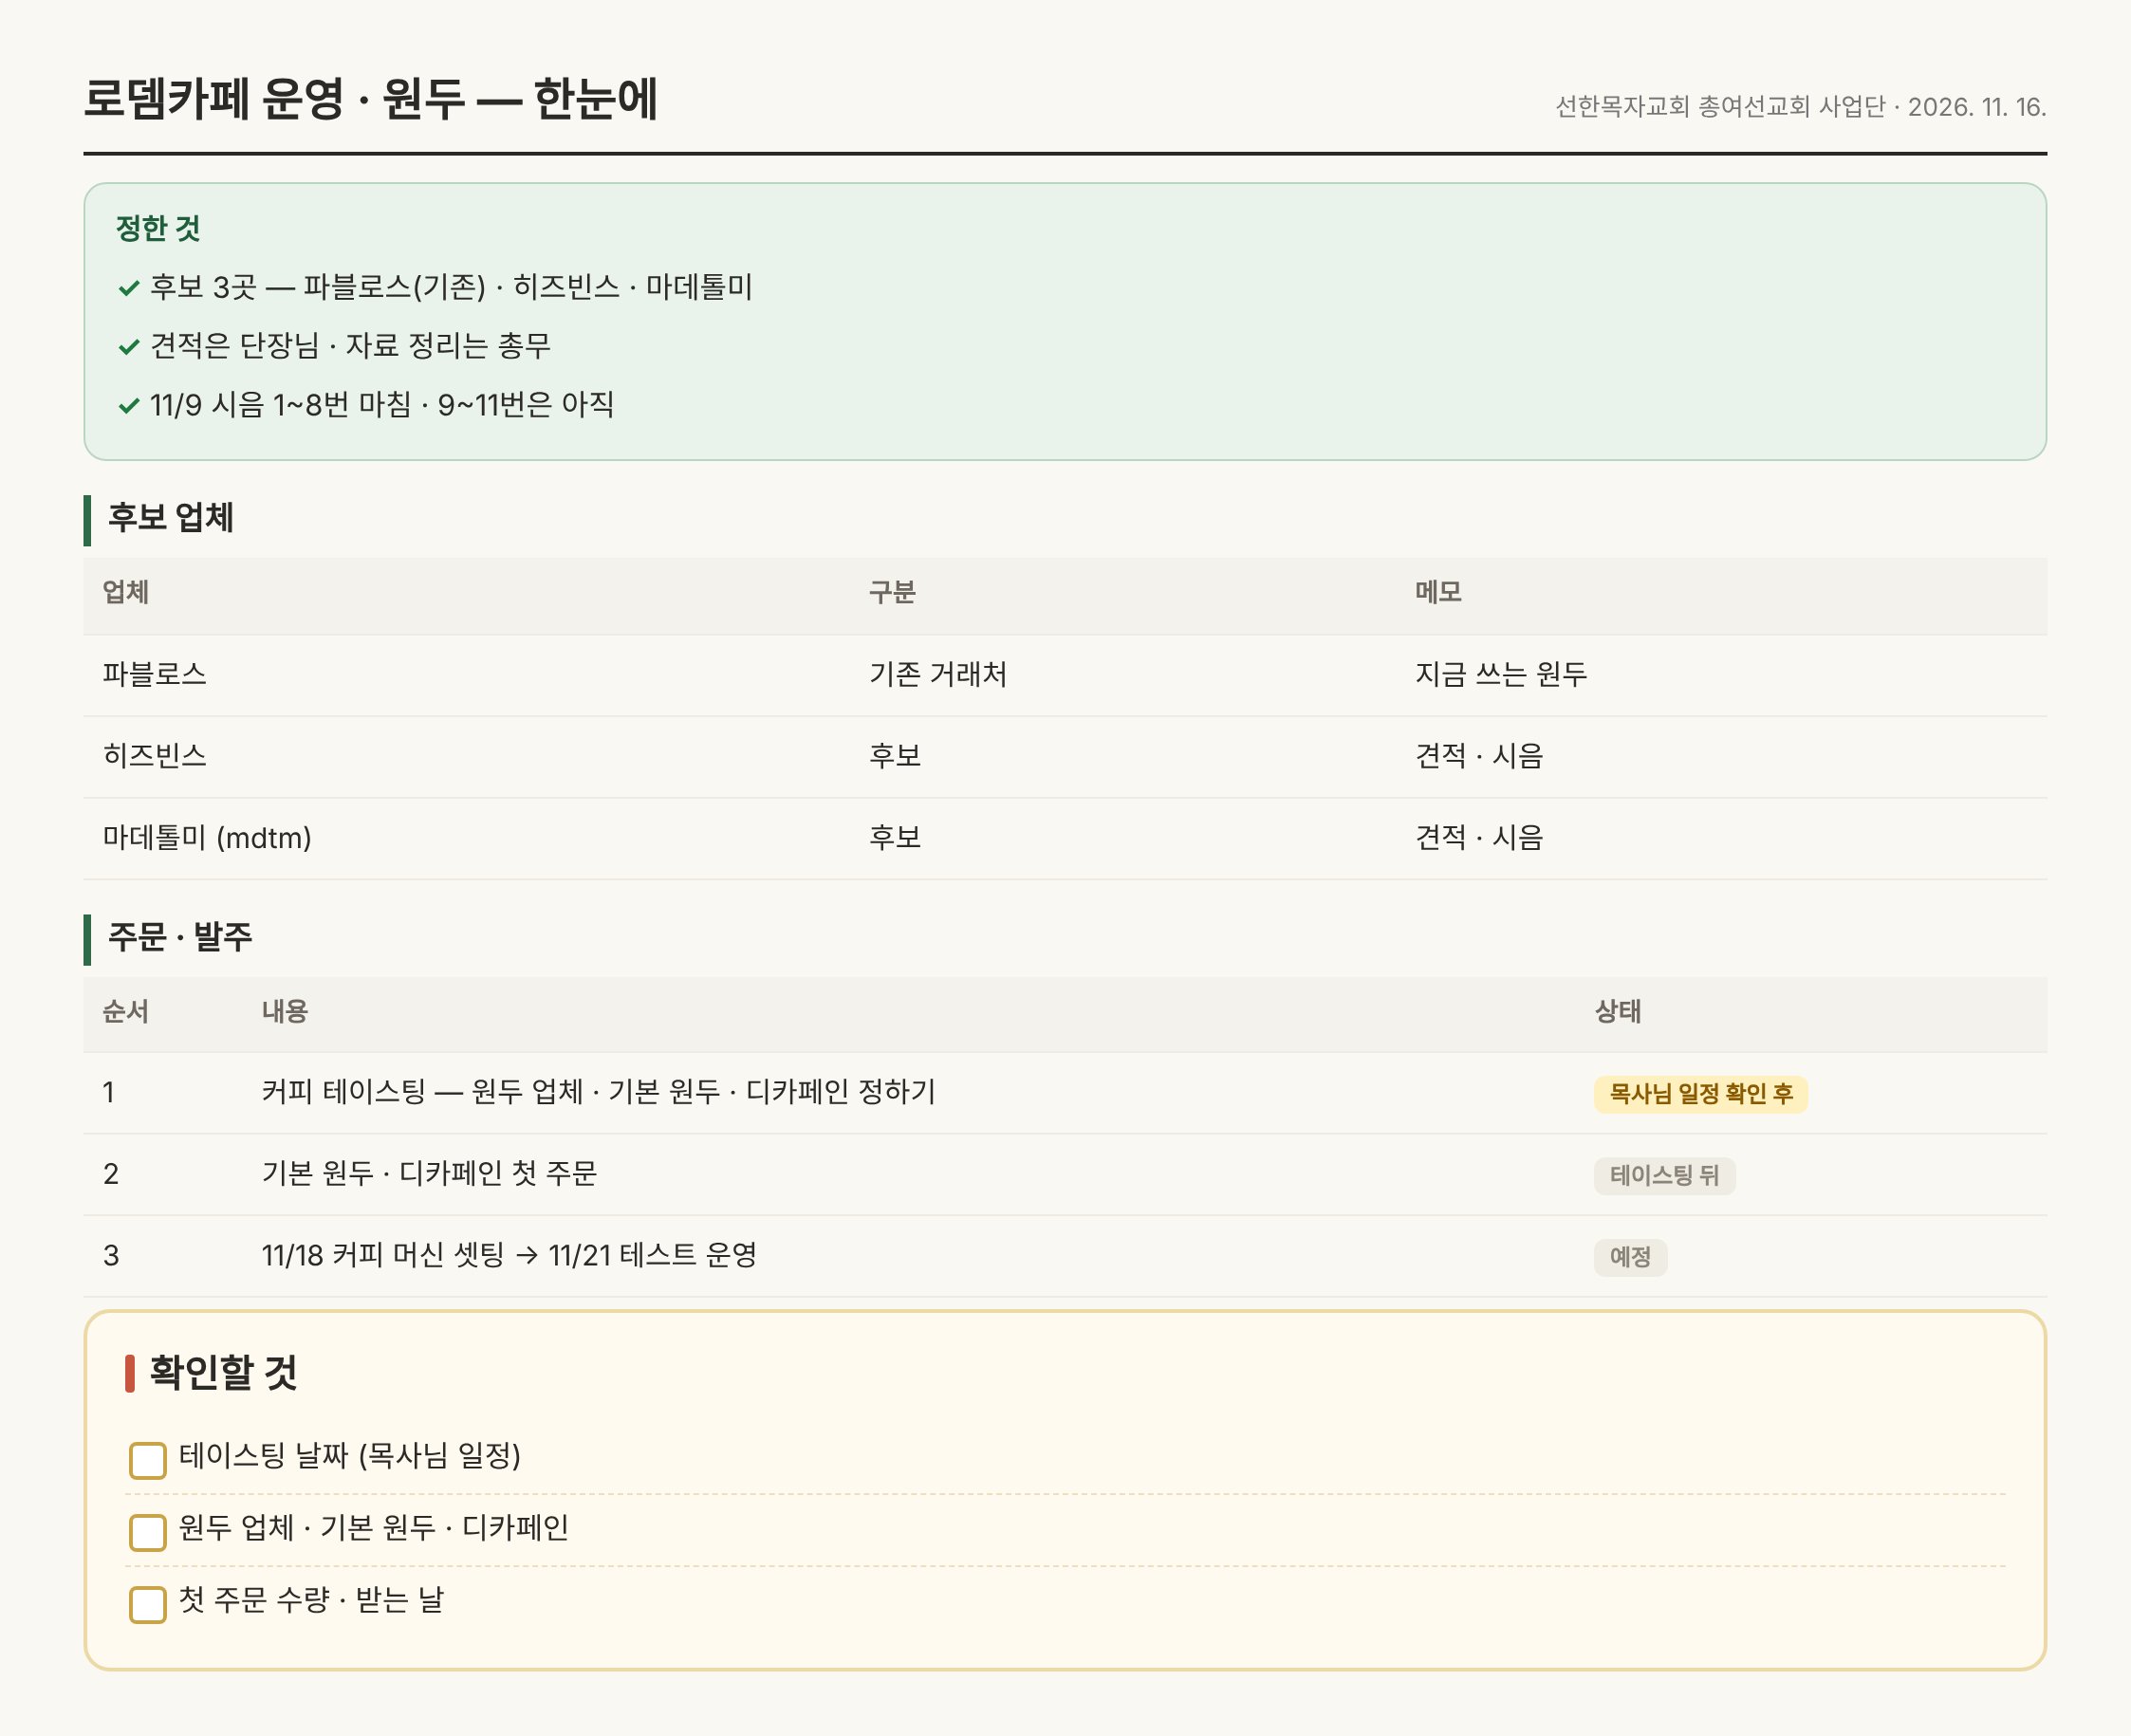 로뎀카페 운영 · 원두 — 한눈에
선한목자교회 총여선교회 사업단 · 2026. 11. 16.
정한 것
✓ 후보 3곳 — 파블로스(기존) · 히즈빈스 · 마데톨미
✓ 견적은 단장님 · 자료 정리는 총무
✓ 11/9 시음 1~8번 마침 · 9~11번은 아직
후보 업체
업체 구분 메모
파블로스 기존 거래처 지금 쓰는 원두
히즈빈스 후보 견적 · 시음
마데톨미 (mdtm) 후보 견적 · 시음
주문 · 발주
순서 내용 상태
1 커피 테이스팅 — 원두 업체 · 기본 원두 · 디카페인 정하기 목사님 일정 확인 후
2 기본 원두 · 디카페인 첫 주문 테이스팅 뒤
3 11/18 커피 머신 셋팅 → 11/21 테스트 운영 예정
확인할 것
테이스팅 날짜 (목사님 일정)
원두 업체 · 기본 원두 · 디카페인
첫 주문 수량 · 받는 날